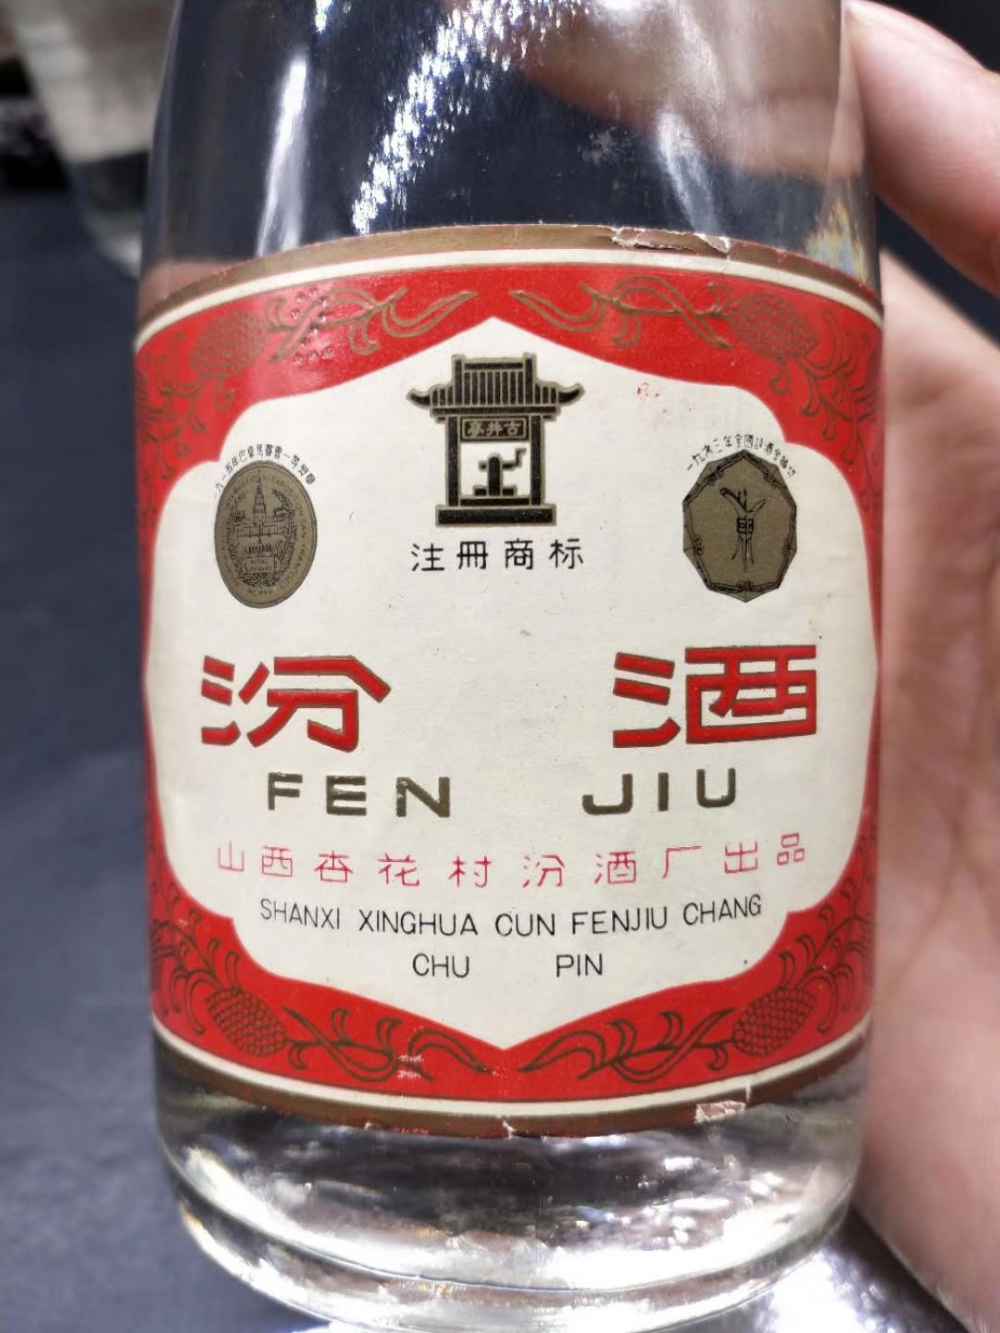 古井亭
注冊商标
汾酒
FEN JIU
山西杏花村汾酒厂出品
SHANXI XINGHUA CUN FENJIU CHANG
CHU PIN